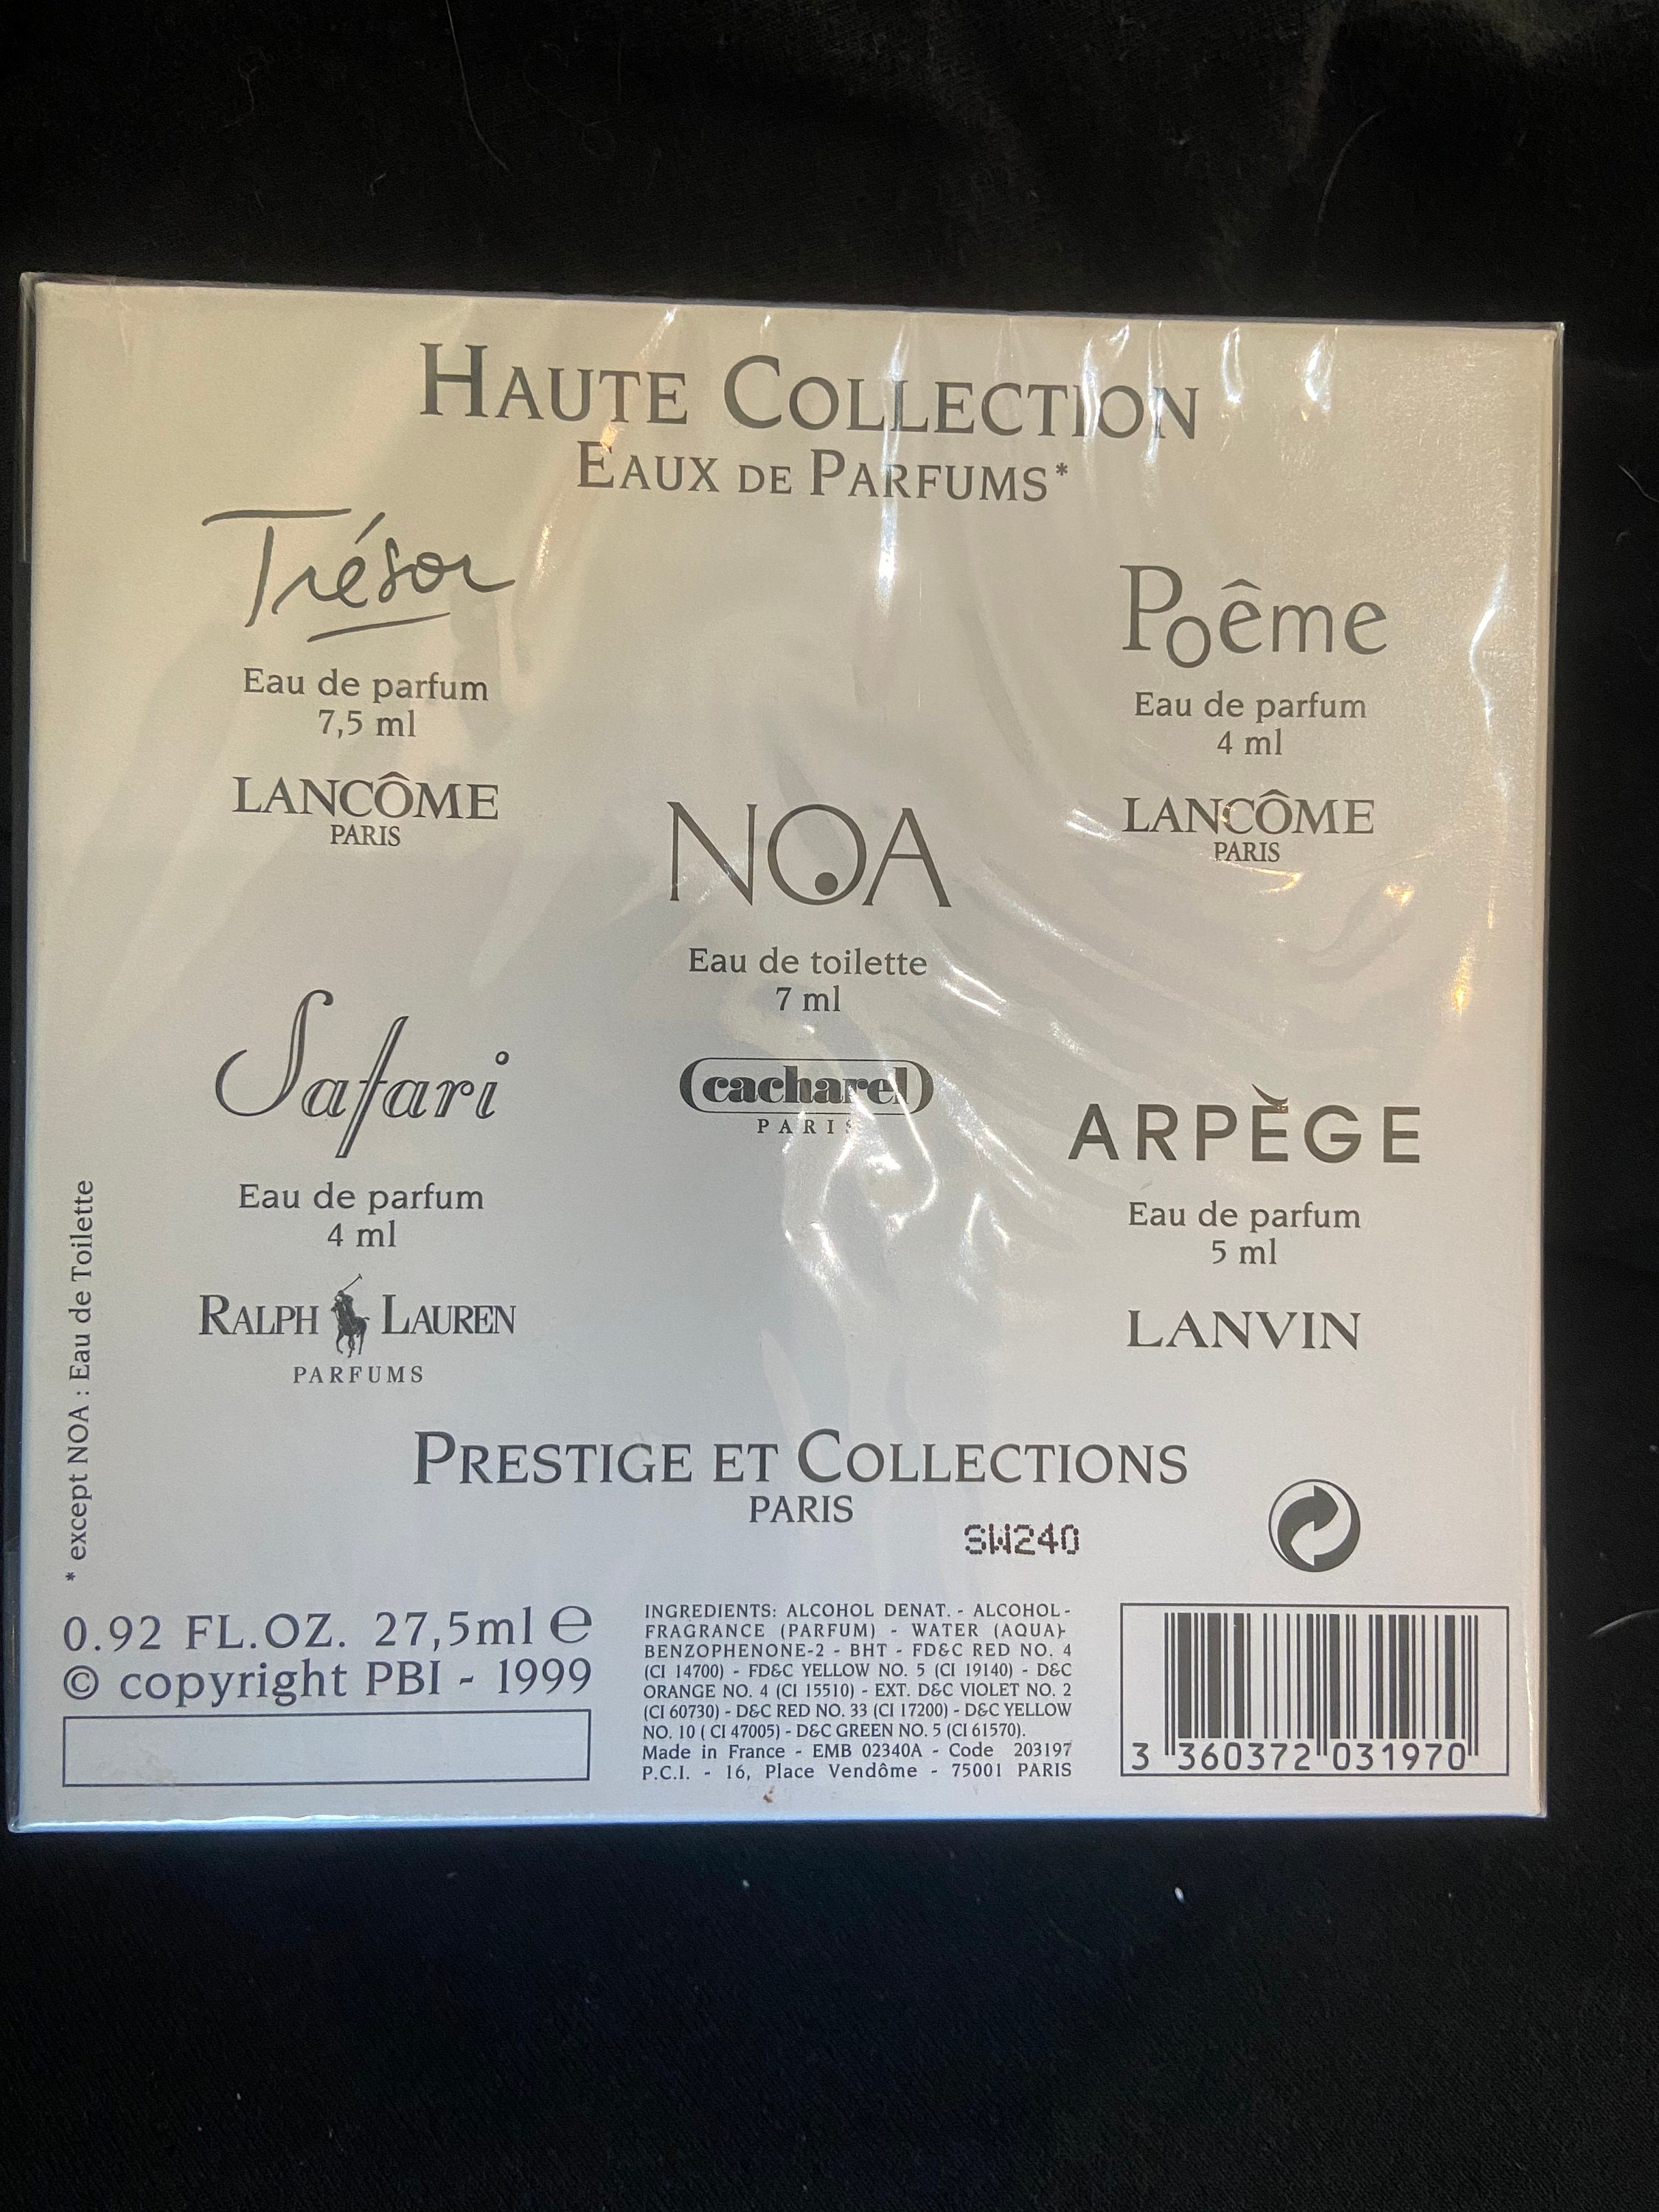 HAUTE COLLECTION
EAUX DE PARFUMS*
Trésor
Eau de parfum
7,5 ml
LANCÔME
PARIS
Poême
Eau de parfum
4 ml
LANCÔME
PARIS
NOA
Eau de toilette
7 ml
cacharel
PARIS
Safari
Eau de parfum
4 ml
RALPH LAUREN
PARFUMS
ARPÈGE
Eau de parfum
5 ml
LANVIN
* except NOA : Eau de Toilette
PRESTIGE ET COLLECTIONS
PARIS
SW240
0.92 FL.OZ. 27,5ml e
© copyright PBI - 1999
INGREDIENTS: ALCOHOL DENAT. - ALCOHOL -
FRAGRANCE (PARFUM) - WATER (AQUA)-
BENZOPHENONE-2 - BHT - FD&C RED NO. 4
(CI 14700) - FD&C YELLOW NO. 5 (CI 19140) - D&C
ORANGE NO. 4 (CI 15510) - EXT. D&C VIOLET NO. 2
(CI 60730) - D&C RED NO. 33 (CI 17200) - D&C YELLOW
NO. 10 ( CI 47005) - D&C GREEN NO. 5 (CI 61570).
Made in France - EMB 02340A - Code 203197
P.C.I. - 16, Place Vendôme - 75001 PARIS
3 360372 031970